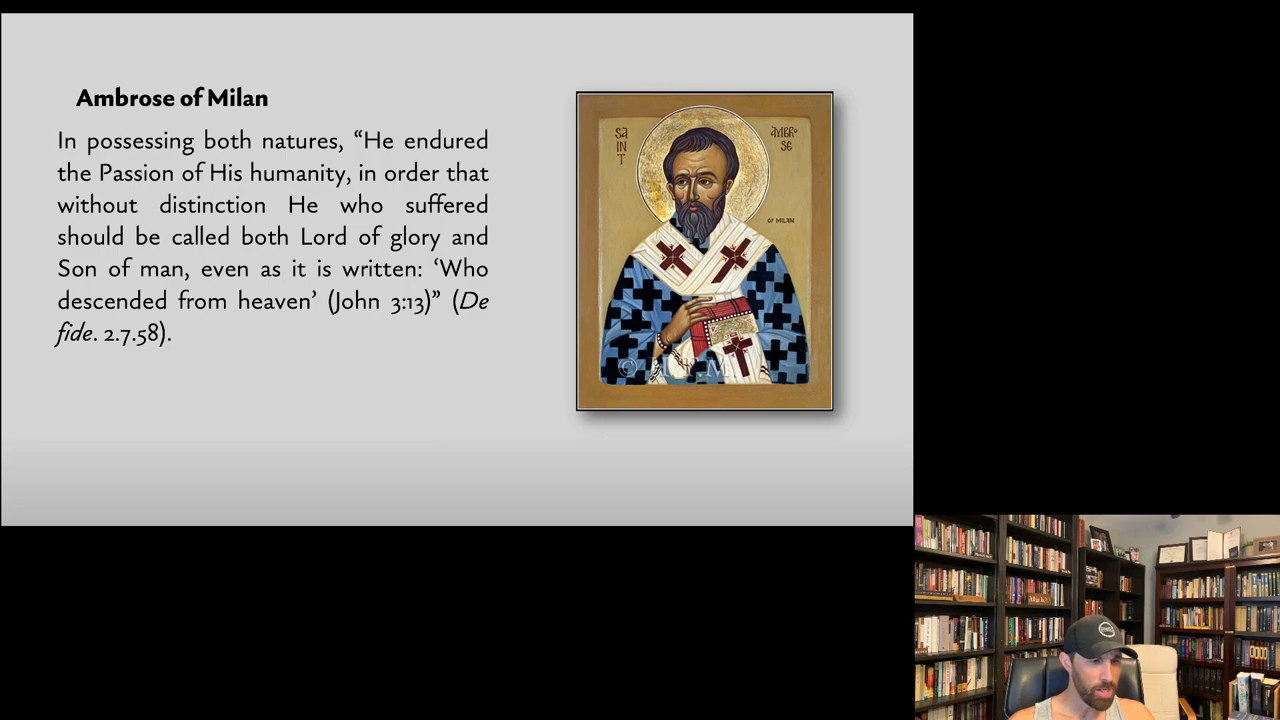 Ambrose of Milan
In possessing both natures, “He endured
the Passion of His humanity, in order that
without distinction He who suffered
should be called both Lord of glory and
Son of man, even as it is written: ‘Who
descended from heaven’ (John 3:13)” (De
fide. 2.7.58).
SA
IN
T
AMBRO
SE
OF MILAN